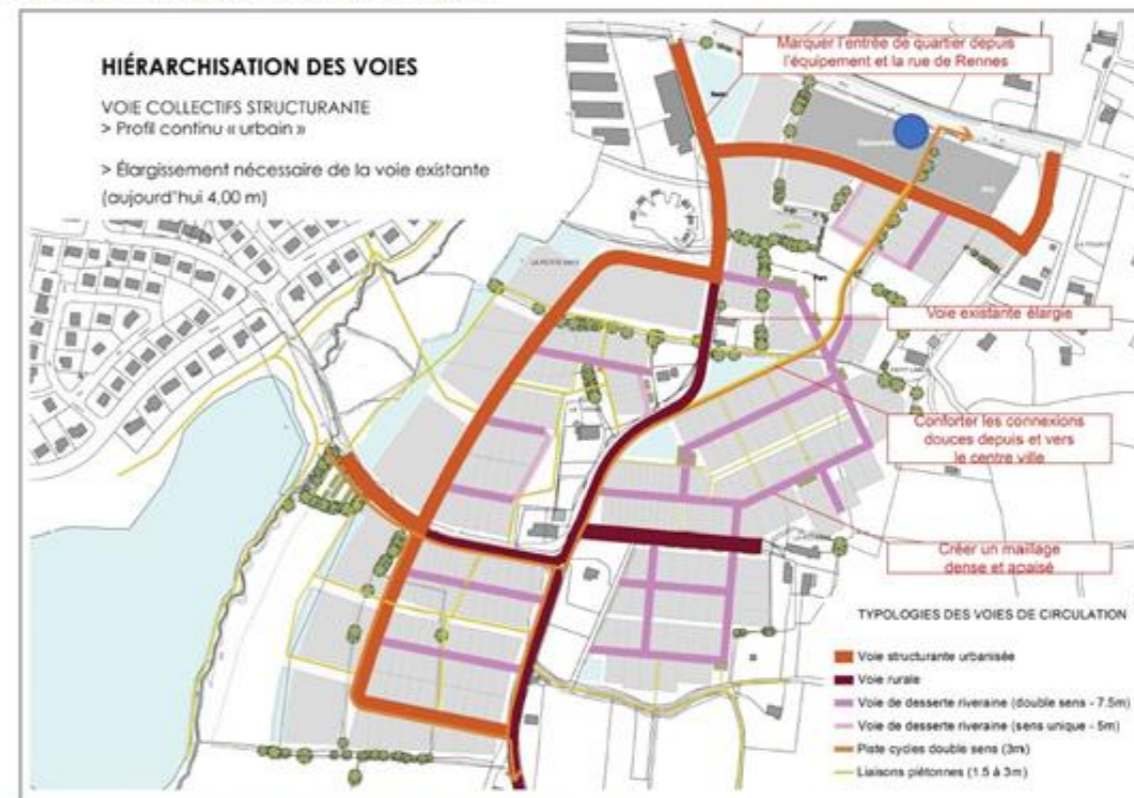 HIÉRARCHISATION DES VOIES
VOIE COLLECTIFS STRUCTURANTE
> Profil continu « urbain »
> Élargissement nécessaire de la voie existante
(aujourd'hui 4,00 m)
Marquer l'entrée de quartier depuis
l'équipement et la rue de Rennes
Parc
Voie existante élargie
Conforter les connexions
douces depuis et vers
le centre ville
Créer un maillage
dense et apaisé
TYPOLOGIES DES VOIES DE CIRCULATION
Voie structurante urbanisée
Voie rurale
Voie de desserte riveraine (double sens - 7.5m)
Voie de desserte riveraine (sens unique - 5m)
Piste cycles double sens (3m)
Liaisons piétonnes (1.5 à 3m)